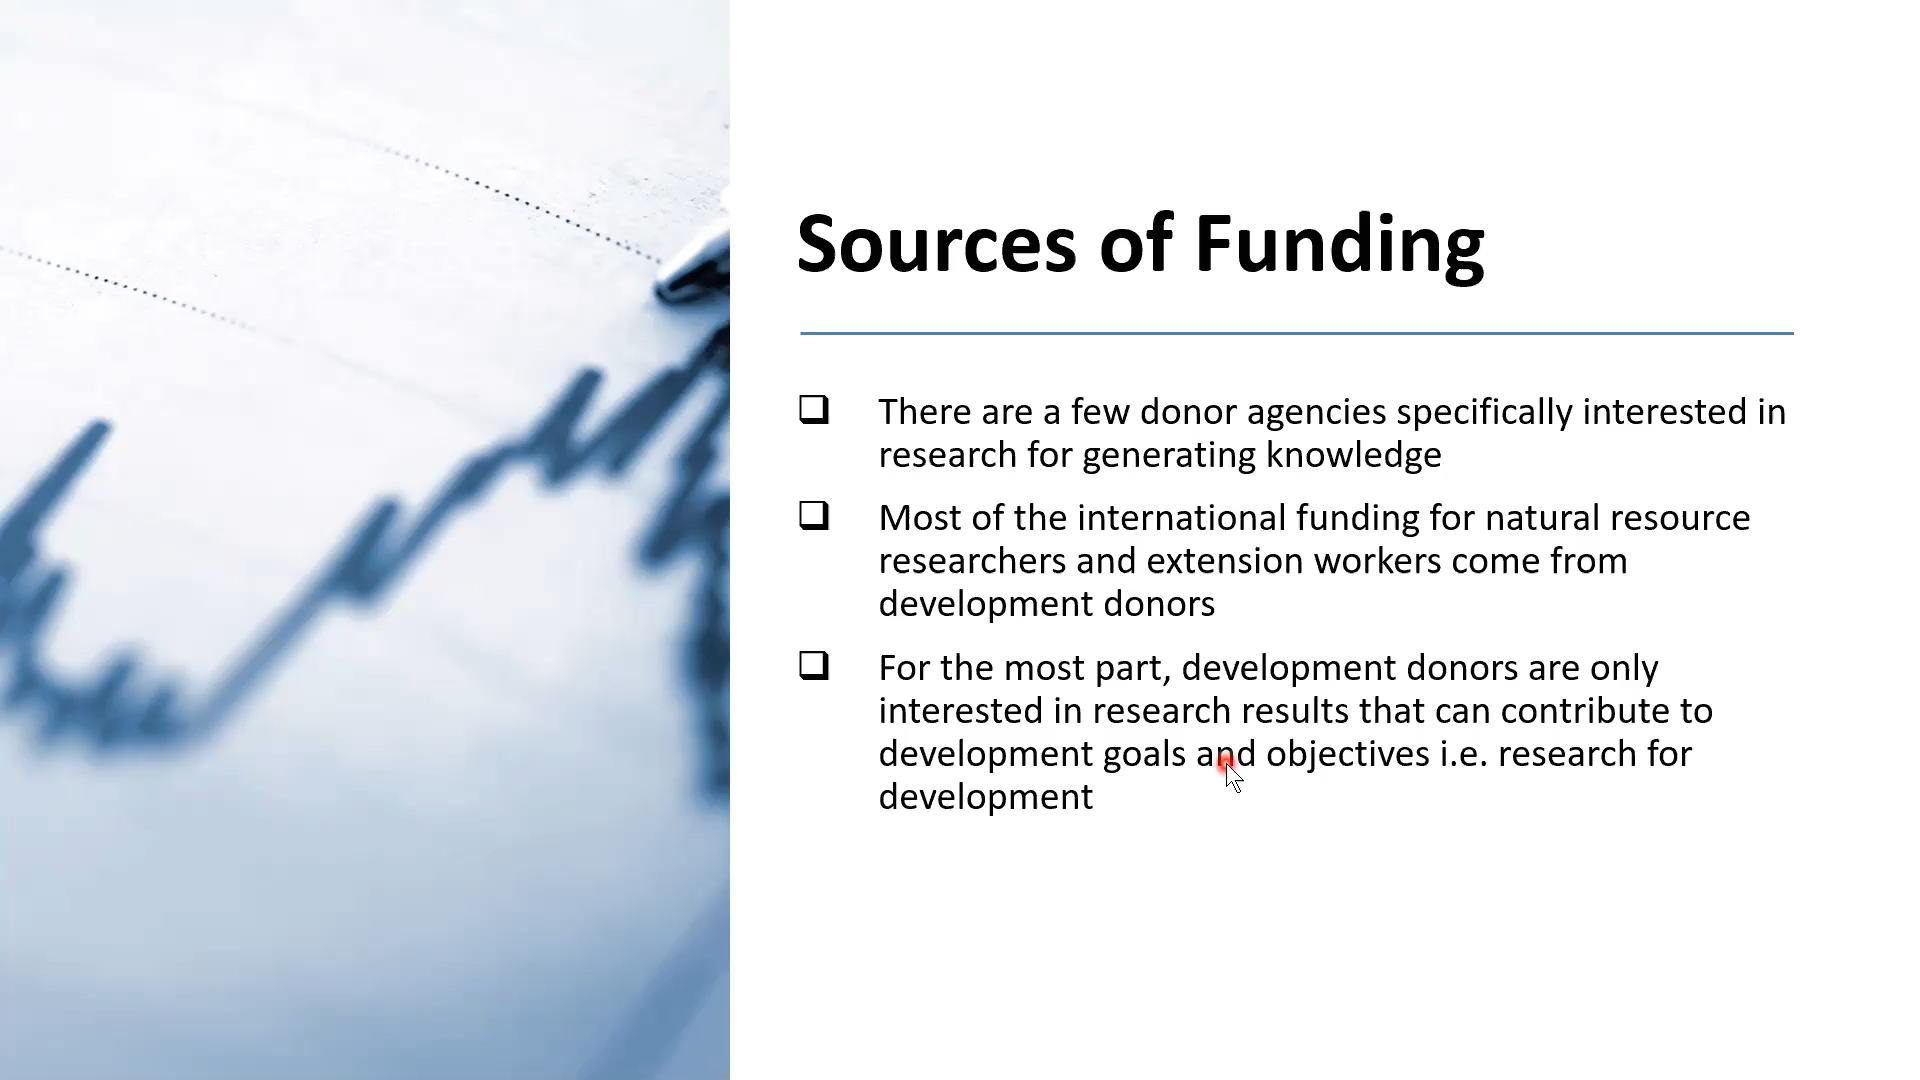 Sources of Funding
There are a few donor agencies specifically interested in
research for generating knowledge
Most of the international funding for natural resource
researchers and extension workers come from
development donors
For the most part, development donors are only
interested in research results that can contribute to
development goals and objectives i.e. research for
development